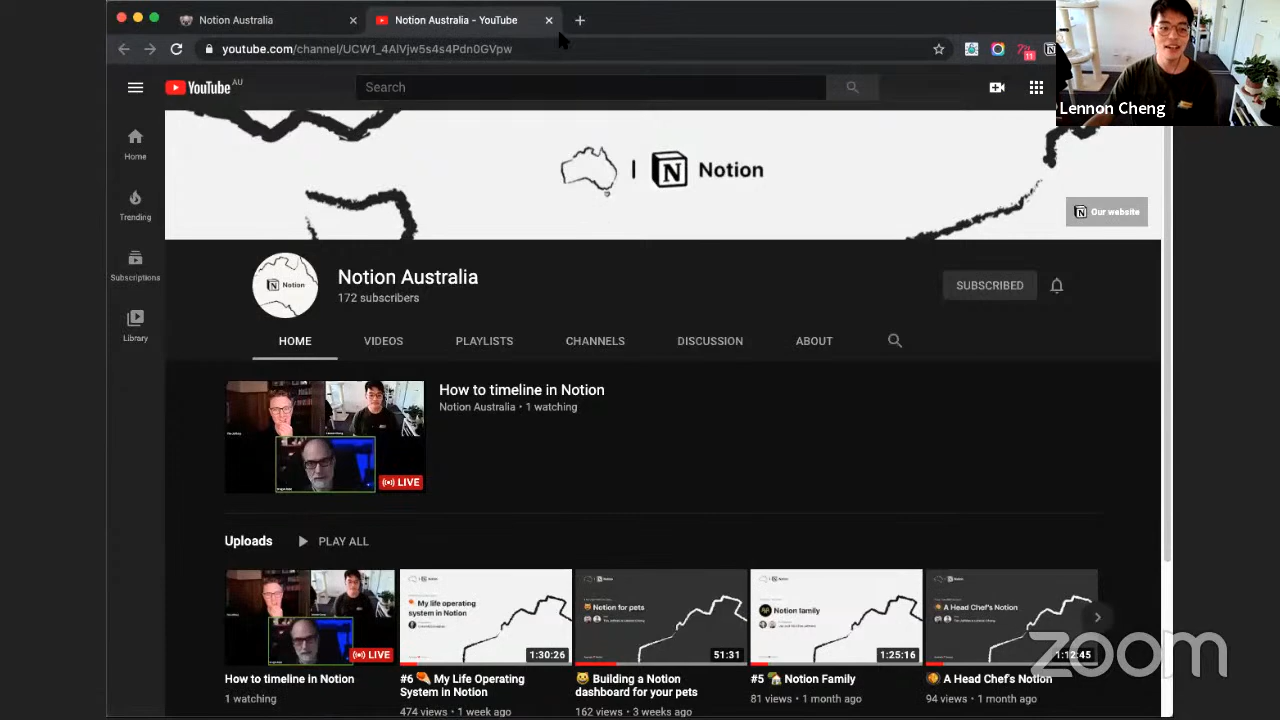 Notion Australia
Notion Australia - YouTube
youtube.com/channel/UCW1_4AlVjw5s4s4Pdn0GVpw
11
Lennon Cheng
YouTube AU
Search
Home
Trending
Subscriptions
Library
Notion
Our website
Notion
Notion Australia
172 subscribers
SUBSCRIBED
HOME
VIDEOS
PLAYLISTS
CHANNELS
DISCUSSION
ABOUT
How to timeline in Notion
Notion Australia • 1 watching
LIVE
Uploads
PLAY ALL
LIVE
How to timeline in Notion
1 watching
Notion
My life operating
system in Notion
1:30:26
#6 My Life Operating
System in Notion
474 views • 1 week ago
Notion
Notion for pets
51:31
Building a Notion
dashboard for your pets
162 views • 3 weeks ago
Notion
Notion family
1:25:16
#5 Notion Family
81 views • 1 month ago
Notion
A Head Chef's Notion
1:12:45
A Head Chef's Notion
94 views • 1 month ago
zoom